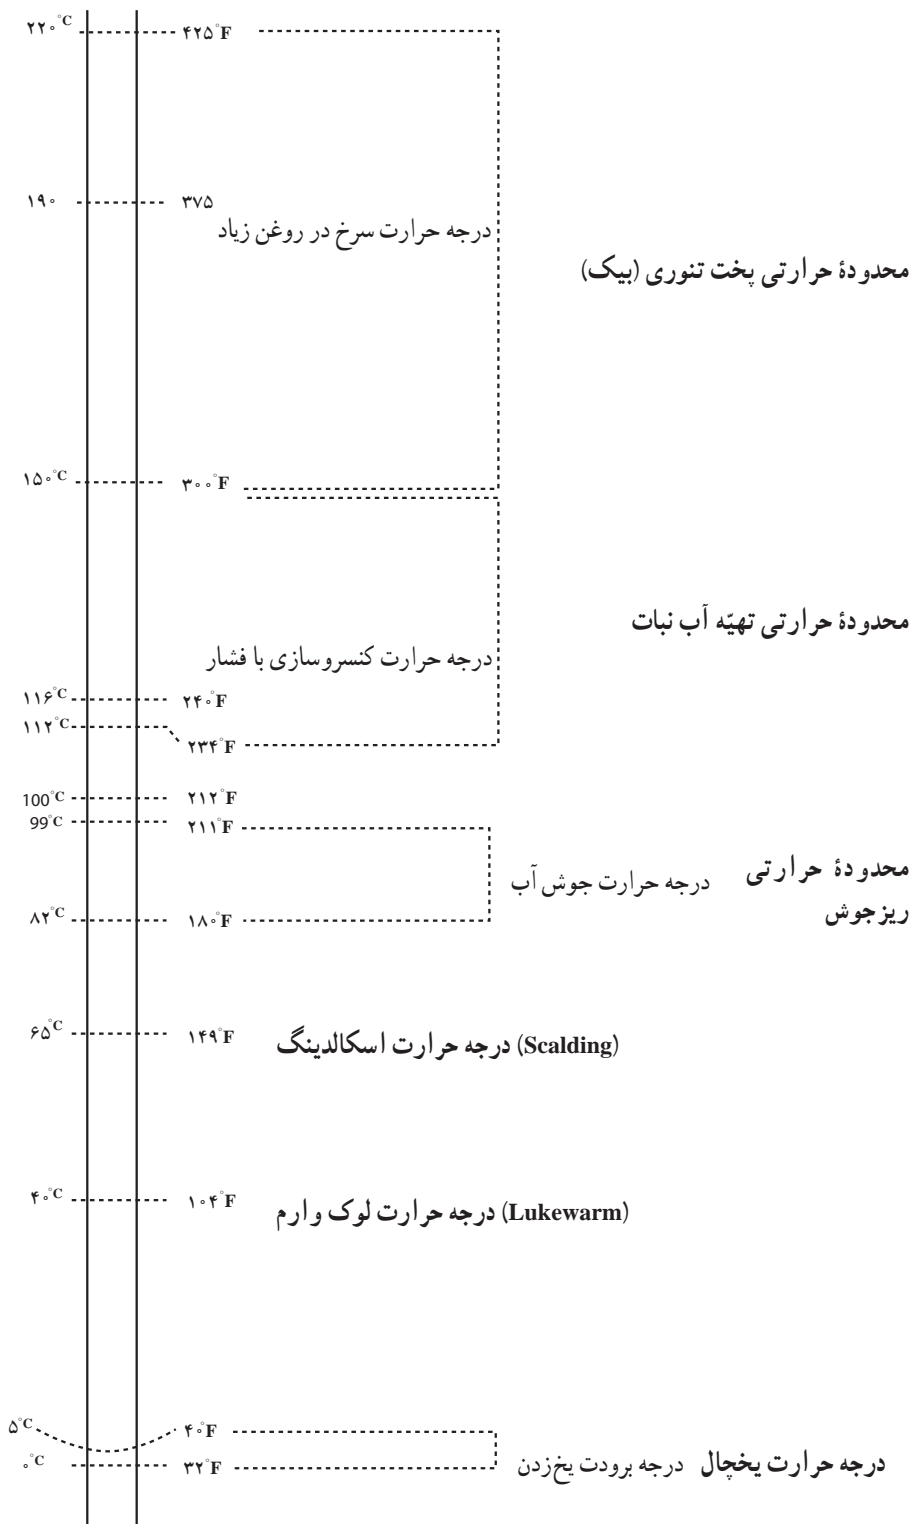 ۲۲۰°C ۴۲۵°F
۱۹۰ ۳۷۵
درجه حرارت سرخ در روغن زیاد
محدودهٔ حرارتی پخت تنوری (بیک)
۱۵۰°C ۳۰۰°F
محدودهٔ حرارتی تهیّه آب نبات
درجه حرارت کنسروسازی با فشار
۱۱۶°C ۲۴۰°F
۱۱۲°C ۲۳۴°F
100°C ۲۱۲°F
99°C ۲۱۱°F
محدودهٔ حرارتی درجه حرارت جوش آب
ریزجوش
۸۲°C ۱۸۰°F
۶۵°C ۱۴۹°F
درجه حرارت اسکالدینگ (Scalding)
۴۰°C ۱۰۴°F
درجه حرارت لوک وارم (Lukewarm)
۵°C ۴۰°F
۰°C ۳۲°F
درجه حرارت یخچال درجه برودت یخ‌زدن